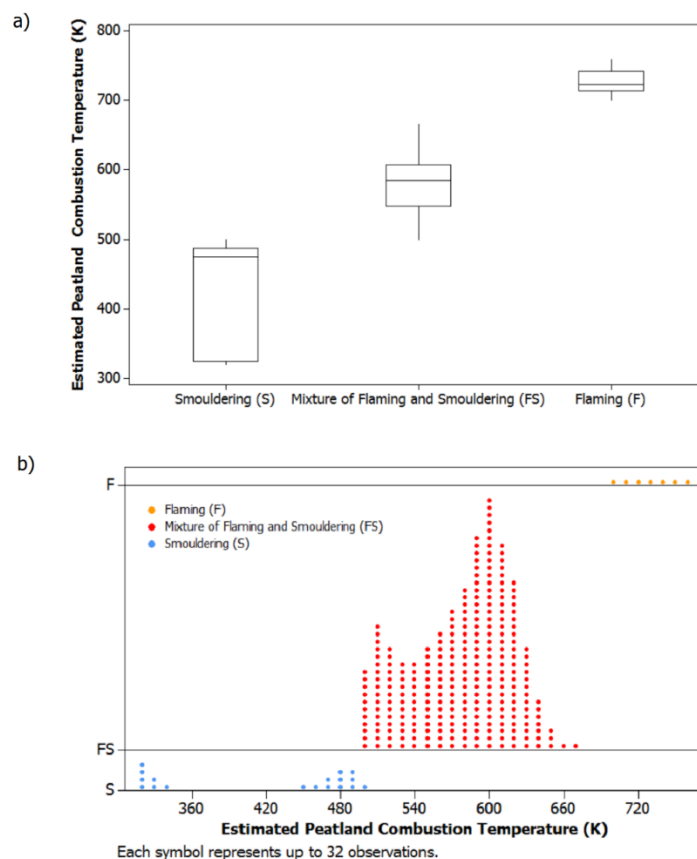 a)
Estimated Peatland Combustion Temperature (K)
800
700
600
500
400
300
Smouldering (S)
Mixture of Flaming and Smouldering (FS)
Flaming (F)
b)
F
Flaming (F)
Mixture of Flaming and Smouldering (FS)
Smouldering (S)
FS
S
360 420 480 540 600 660 720
Estimated Peatland Combustion Temperature (K)
Each symbol represents up to 32 observations.